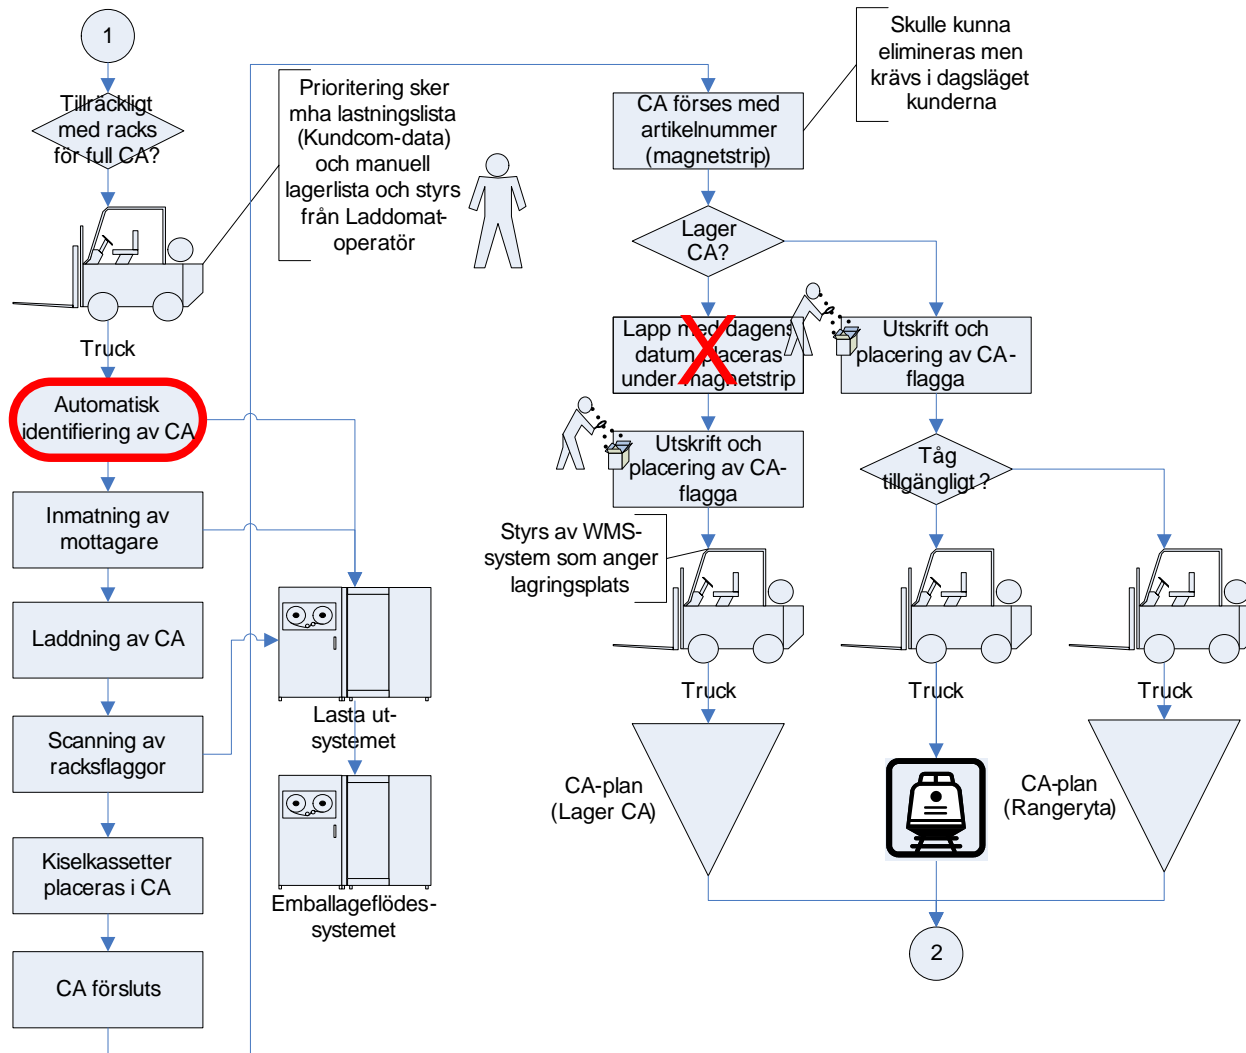 1
Tillräckligt
med racks
för full CA?
Prioritering sker
mha lastningslista
(Kundcom-data)
och manuell
lagerlista och styrs
från Laddomat-
operatör
Truck
Automatisk
identifiering av CA
Inmatning av
mottagare
Laddning av CA
Scanning av
racksflaggor
Kiselkassetter
placeras i CA
CA försluts
Lasta ut-
systemet
Emballageflödes-
systemet
CA förses med
artikelnummer
(magnetstrip)
Skulle kunna
elimineras men
krävs i dagsläget
kunderna
Lager
CA?
Lapp med dagens
datum placeras
under magnetstrip
Utskrift och
placering av CA-
flagga
Utskrift och
placering av CA-
flagga
Tåg
tillgängligt ?
Styrs av WMS-
system som anger
lagringsplats
Truck
Truck
Truck
CA-plan
(Lager CA)
CA-plan
(Rangeryta)
2